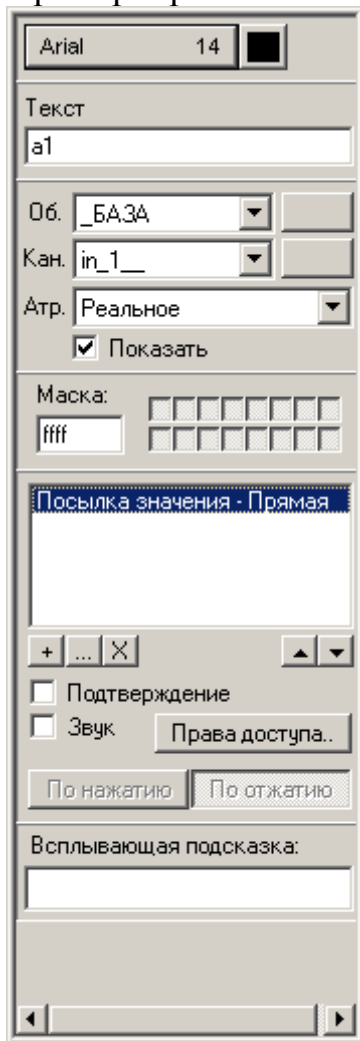 Arial 14
Текст
a1
Об. _БАЗА
Кан. in_1__
Атр. Реальное
Показать
Маска:
ffff
Посылка значения - Прямая
+ ... X
Подтверждение
Звук Права доступа..
По нажатию По отжатию
Всплывающая подсказка: